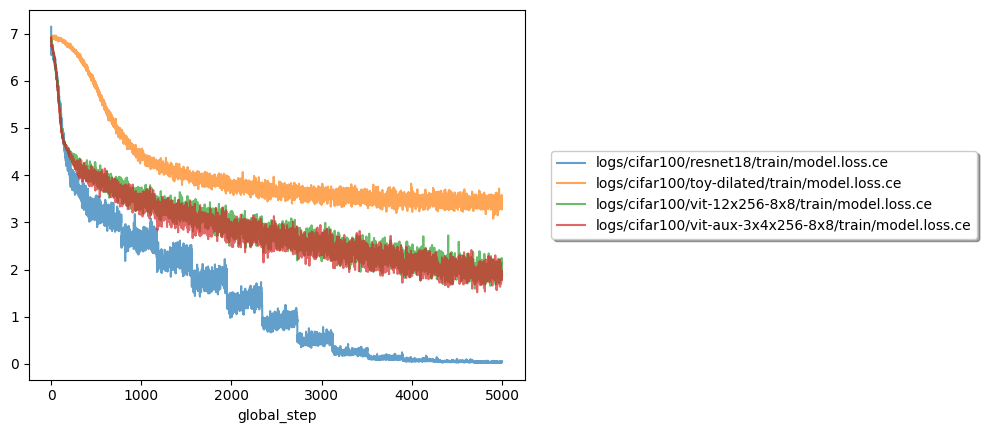 7
6
5
4
3
2
1
0
0 1000 2000 3000 4000 5000
global_step
logs/cifar100/resnet18/train/model.loss.ce
logs/cifar100/toy-dilated/train/model.loss.ce
logs/cifar100/vit-12x256-8x8/train/model.loss.ce
logs/cifar100/vit-aux-3x4x256-8x8/train/model.loss.ce